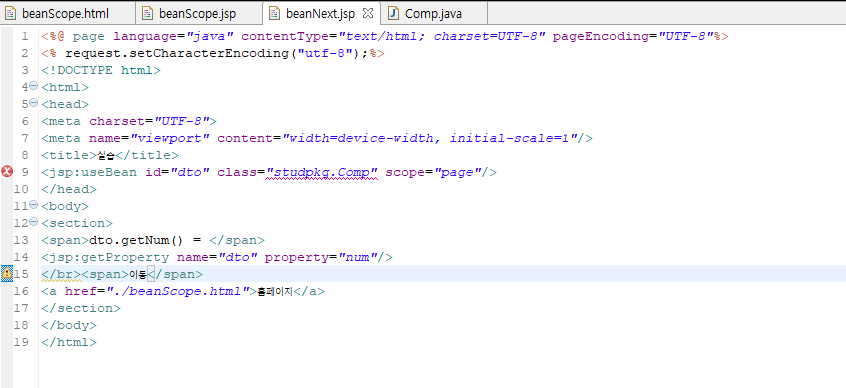 beanScope.html beanScope.jsp beanNext.jsp Comp.java
1 <%@ page language="java" contentType="text/html; charset=UTF-8" pageEncoding="UTF-8"%>
2 <% request.setCharacterEncoding("utf-8");%>
3 <!DOCTYPE html>
4 <html>
5 <head>
6 <meta charset="UTF-8">
7 <meta name="viewport" content="width=device-width, initial-scale=1"/>
8 <title>실습</title>
9 <jsp:useBean id="dto" class="studpkg.Comp" scope="page"/>
10 </head>
11 <body>
12 <section>
13 <span>dto.getNum() = </span>
14 <jsp:getProperty name="dto" property="num"/>
15 </br><span>이동</span>
16 <a href="./beanScope.html">홈페이지</a>
17 </section>
18 </body>
19 </html>